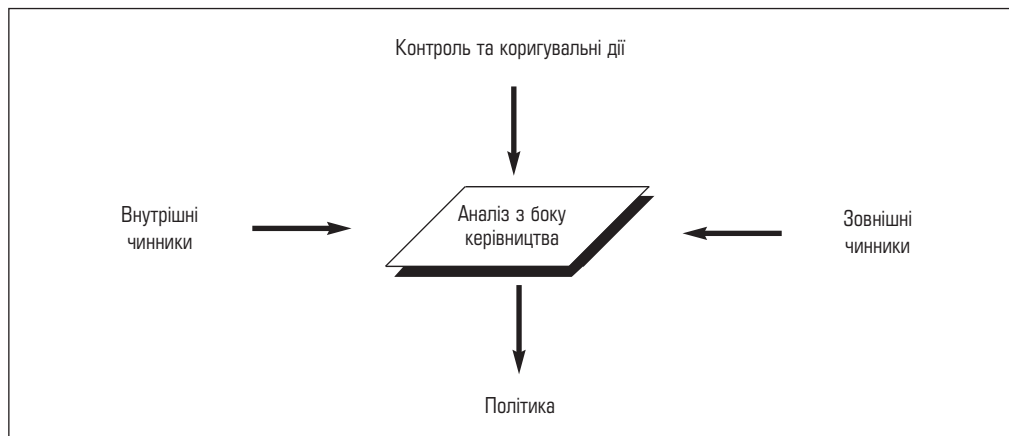 Контроль та коригувальні дії
Внутрішні
чинники
Аналіз з боку
керівництва
Зовнішні
чинники
Політика